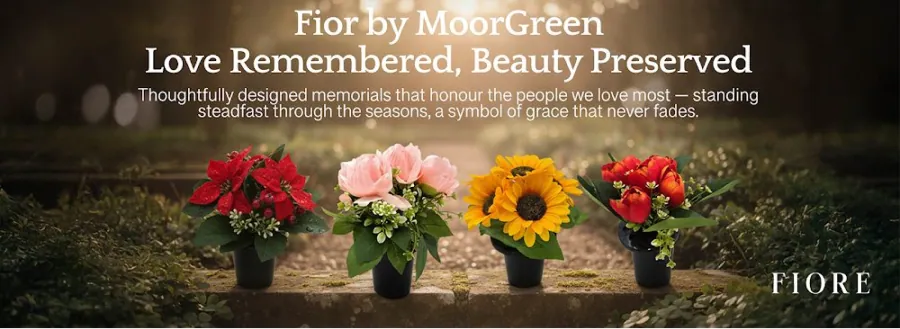 Fior by MoorGreen
Love Remembered, Beauty Preserved
Thoughtfully designed memorials that honour the people we love most — standing
steadfast through the seasons, a symbol of grace that never fades.
FIORE